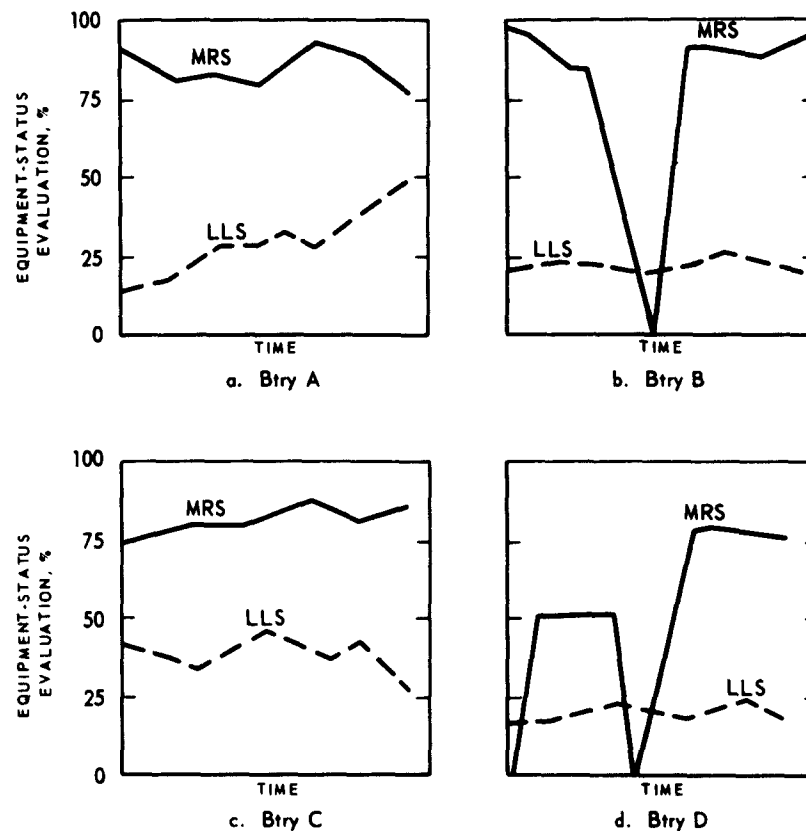 EQUIPMENT-STATUS
EVALUATION, %
100
75
50
25
0
MRS
LLS
TIME
a. Btry A
MRS
LLS
TIME
b. Btry B
EQUIPMENT-STATUS
EVALUATION, %
100
75
50
25
0
MRS
LLS
TIME
c. Btry C
MRS
LLS
TIME
d. Btry D